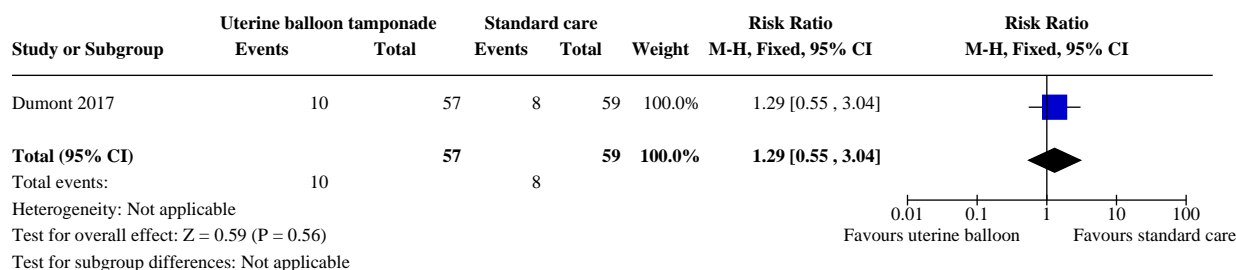 Uterine balloon tamponade Standard care Risk Ratio Risk Ratio
Study or Subgroup Events Total Events Total Weight M-H, Fixed, 95% CI M-H, Fixed, 95% CI
Dumont 2017 10 57 8 59 100.0% 1.29 [0.55 , 3.04]
Total (95% CI) 57 59 100.0% 1.29 [0.55 , 3.04]
Total events: 10 8
Heterogeneity: Not applicable
0.01 0.1 1 10 100
Test for overall effect: Z = 0.59 (P = 0.56) Favours uterine balloon Favours standard care
Test for subgroup differences: Not applicable